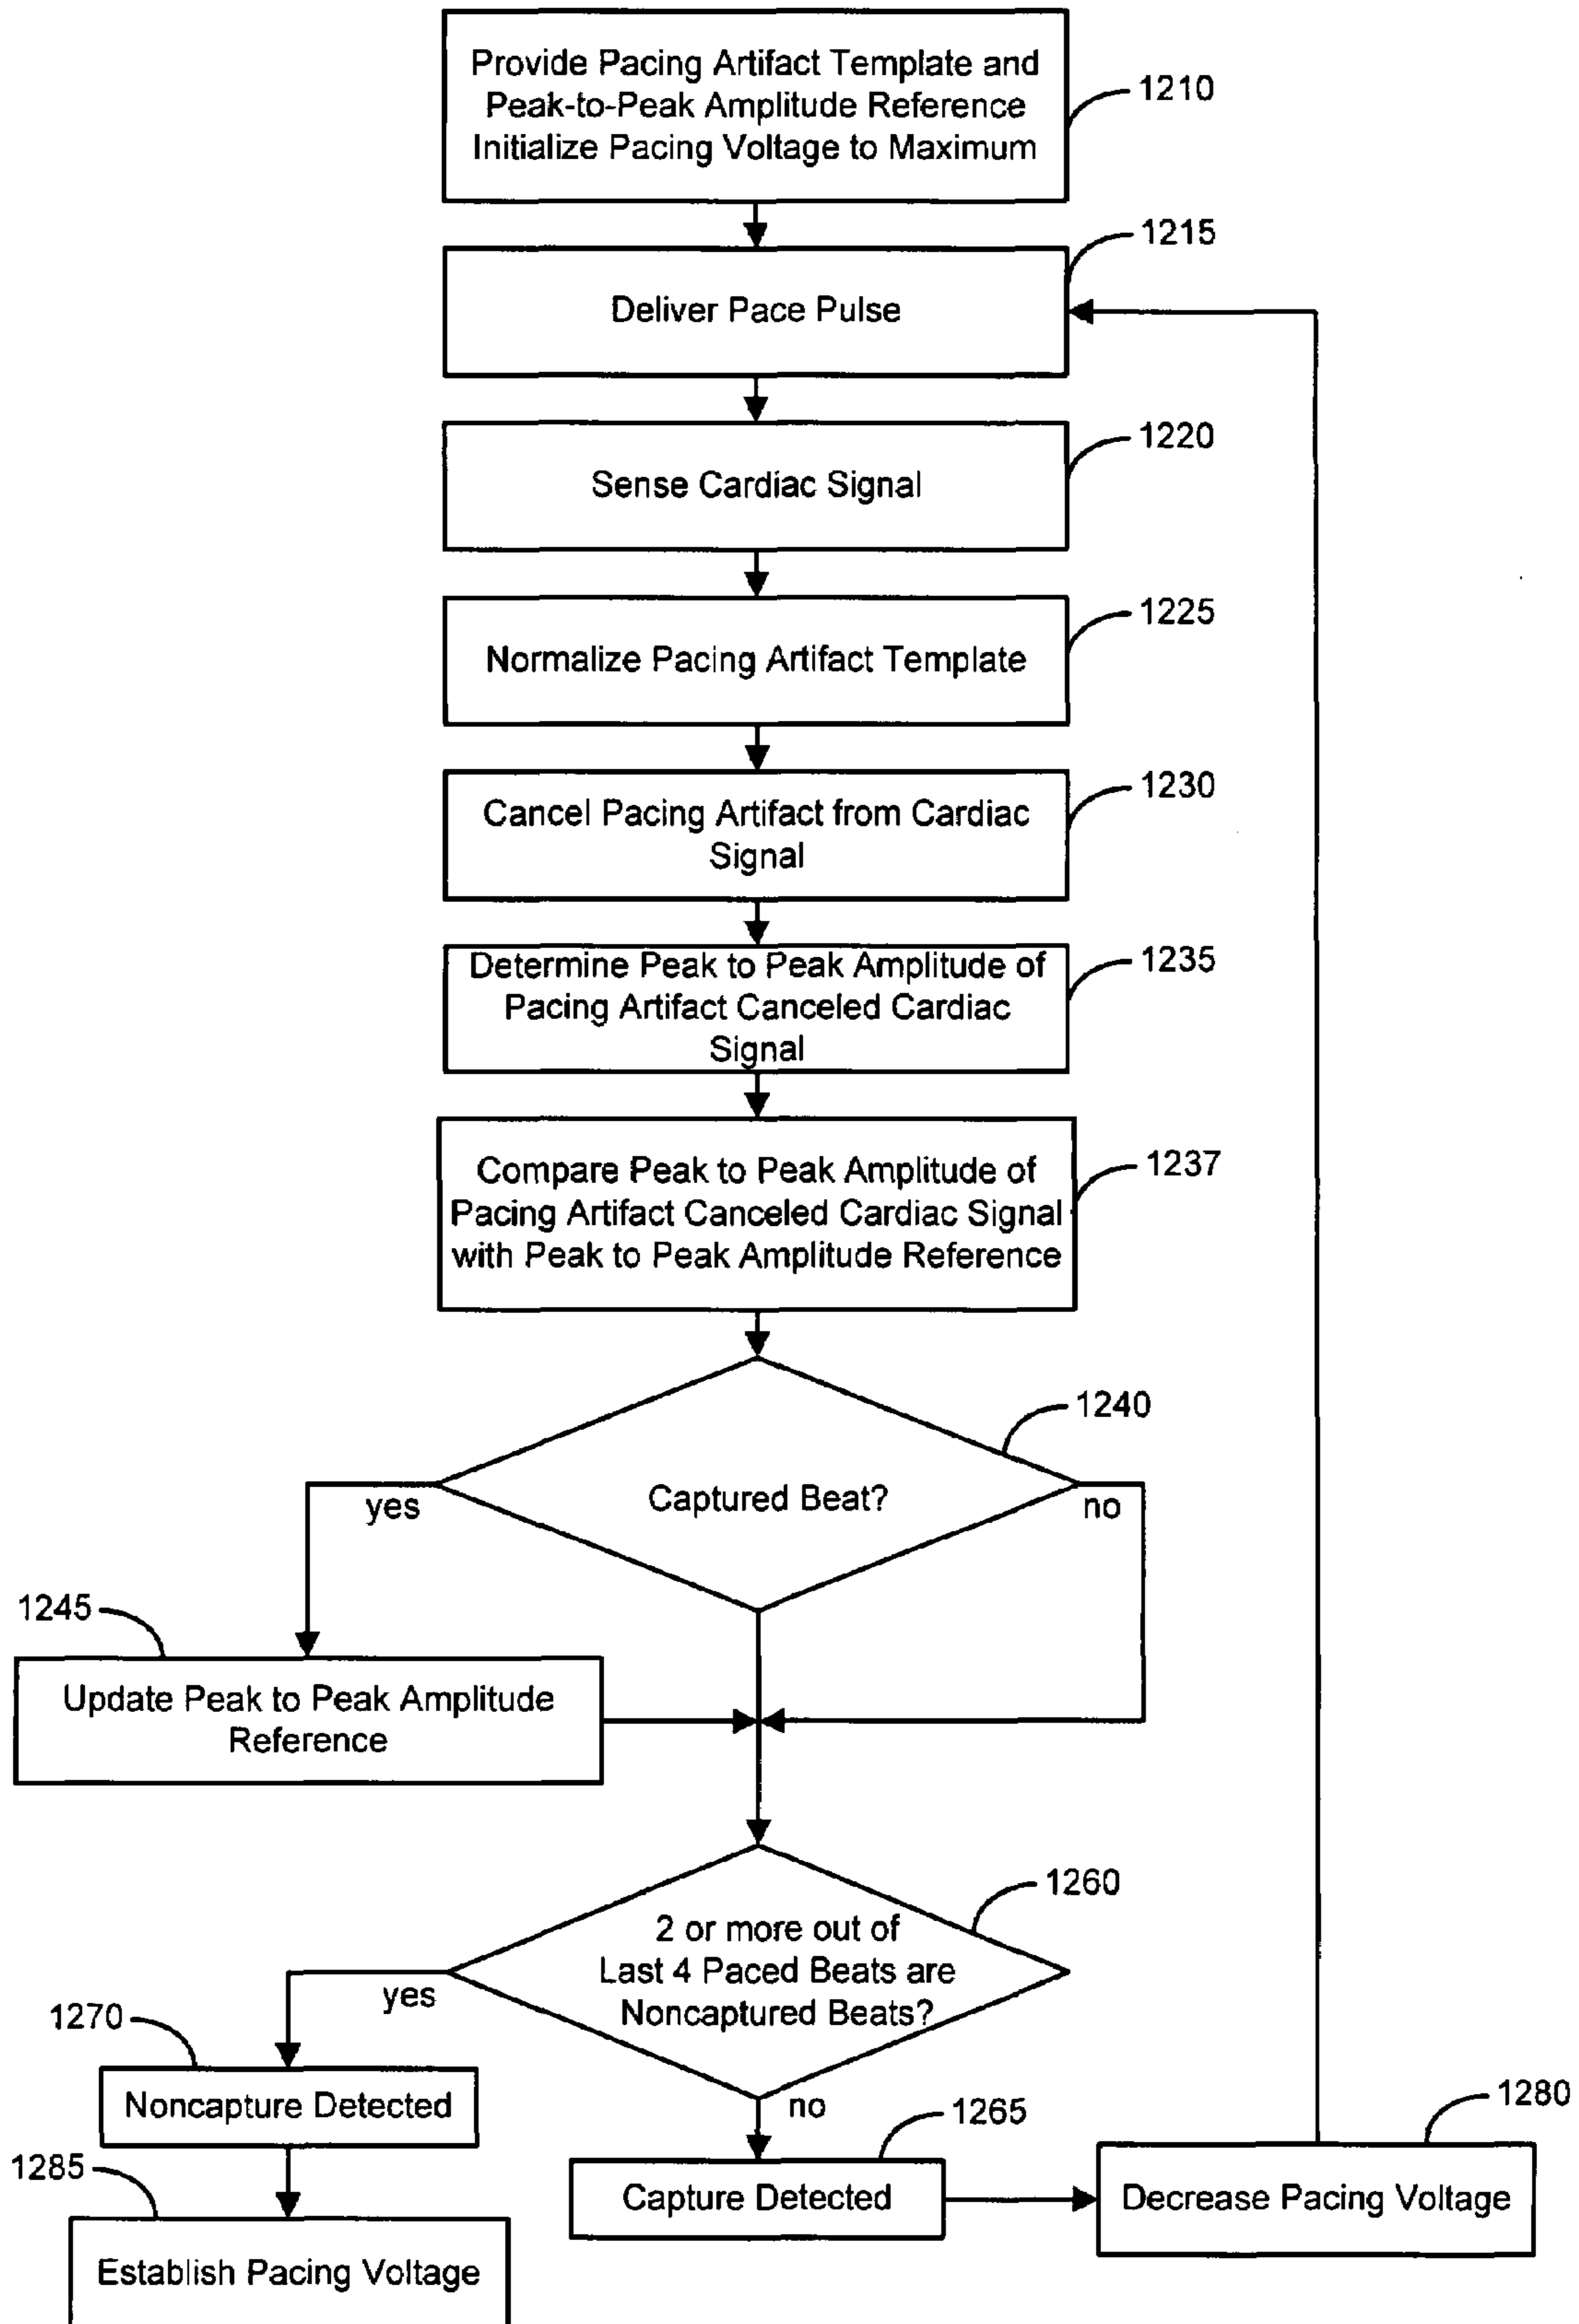 Provide Pacing Artifact Template and
Peak-to-Peak Amplitude Reference
Initialize Pacing Voltage to Maximum
1210
1215
Deliver Pace Pulse
1220
Sense Cardiac Signal
1225
Normalize Pacing Artifact Template
1230
Cancel Pacing Artifact from Cardiac
Signal
1235
Determine Peak to Peak Amplitude of
Pacing Artifact Canceled Cardiac
Signal
1237
Compare Peak to Peak Amplitude of
Pacing Artifact Canceled Cardiac Signal
with Peak to Peak Amplitude Reference
1240
Captured Beat?
yes
no
1245
Update Peak to Peak Amplitude
Reference
1260
2 or more out of
Last 4 Paced Beats are
Noncaptured Beats?
yes
no
1270
Noncapture Detected
1265
Capture Detected
1280
Decrease Pacing Voltage
1285
Establish Pacing Voltage